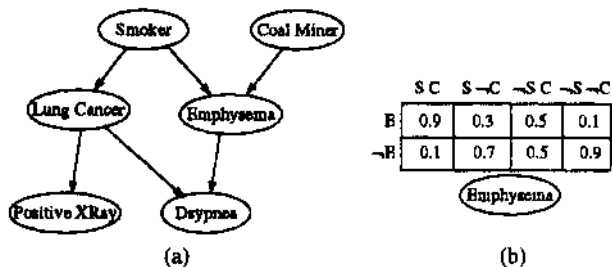 Smoker
Coal Miner
Lung Cancer
Emphysema
Positive XRay
Dsypnea
(a)
S C S ¬C ¬S C ¬S ¬C
E 0.9 0.3 0.5 0.1
¬E 0.1 0.7 0.5 0.9
Emphysema
(b)